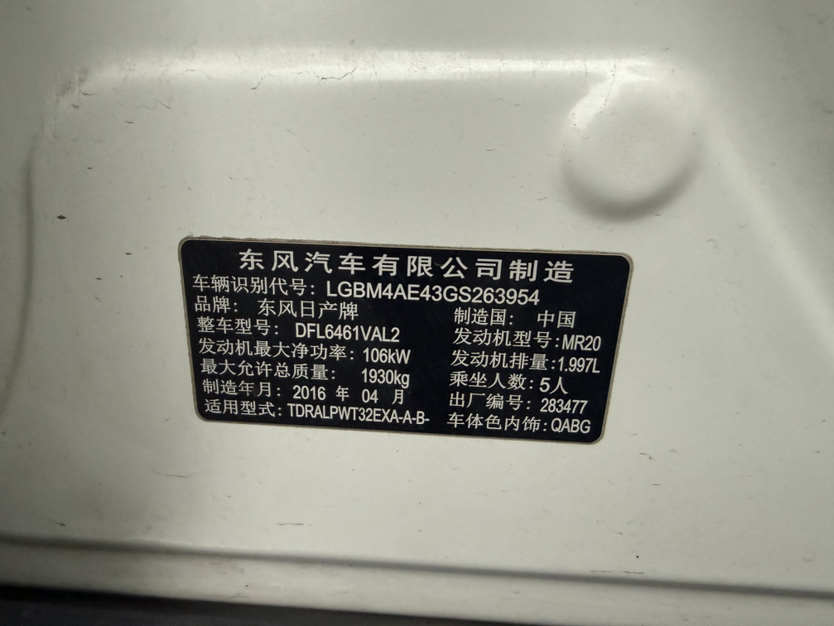 东风汽车有限公司制造
车辆识别代号: LGBM4AE43GS263954
品牌: 东风日产牌 制造国: 中国
整车型号: DFL6461VAL2 发动机型号: MR20
发动机最大净功率: 106kW 发动机排量: 1.997L
最大允许总质量: 1930kg 乘坐人数: 5人
制造年月: 2016 年 04 月 出厂编号: 283477
适用型式: TDRALPWT32EXA-A-B- 车体色内饰: QABG